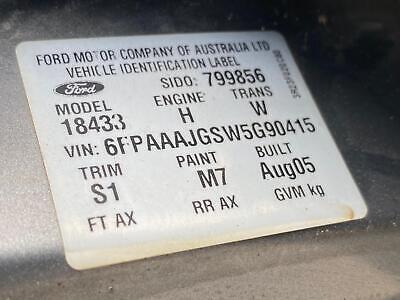 FORD MOTOR COMPANY OF AUSTRALIA LTD
VEHICLE IDENTIFICATION LABEL
Ford SIDO: 799856
MODEL ENGINE TRANS
18433 H W
VIN: 6FPAAAJGSW5G90415
TRIM PAINT BUILT
S1 M7 Aug05
FT AX RR AX GVM kg